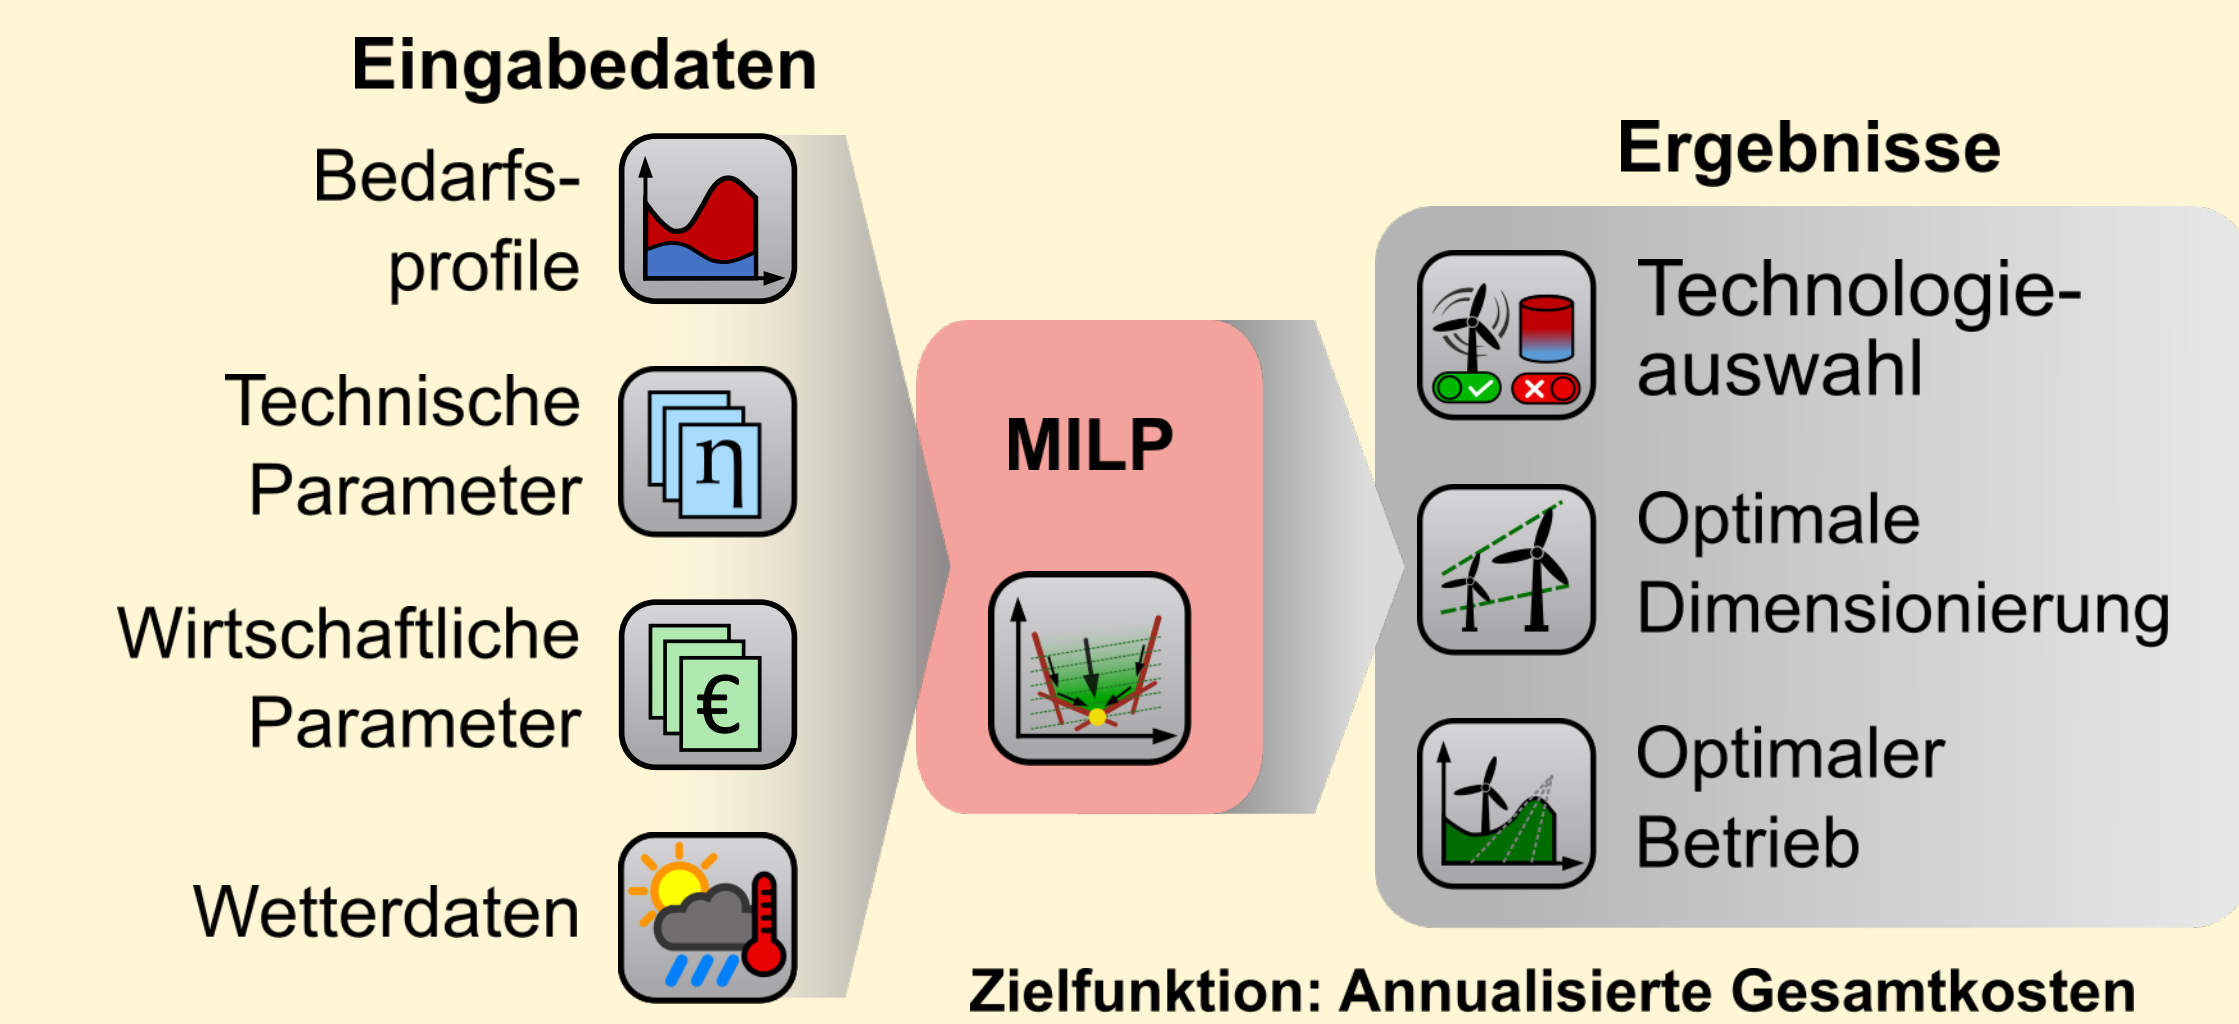 Eingabedaten
Bedarfs-
profile
Technische
Parameter
η
Wirtschaftliche
Parameter
€
Wetterdaten
MILP
Ergebnisse
Technologie-
auswahl
Optimale
Dimensionierung
Optimaler
Betrieb
Zielfunktion: Annualisierte Gesamtkosten